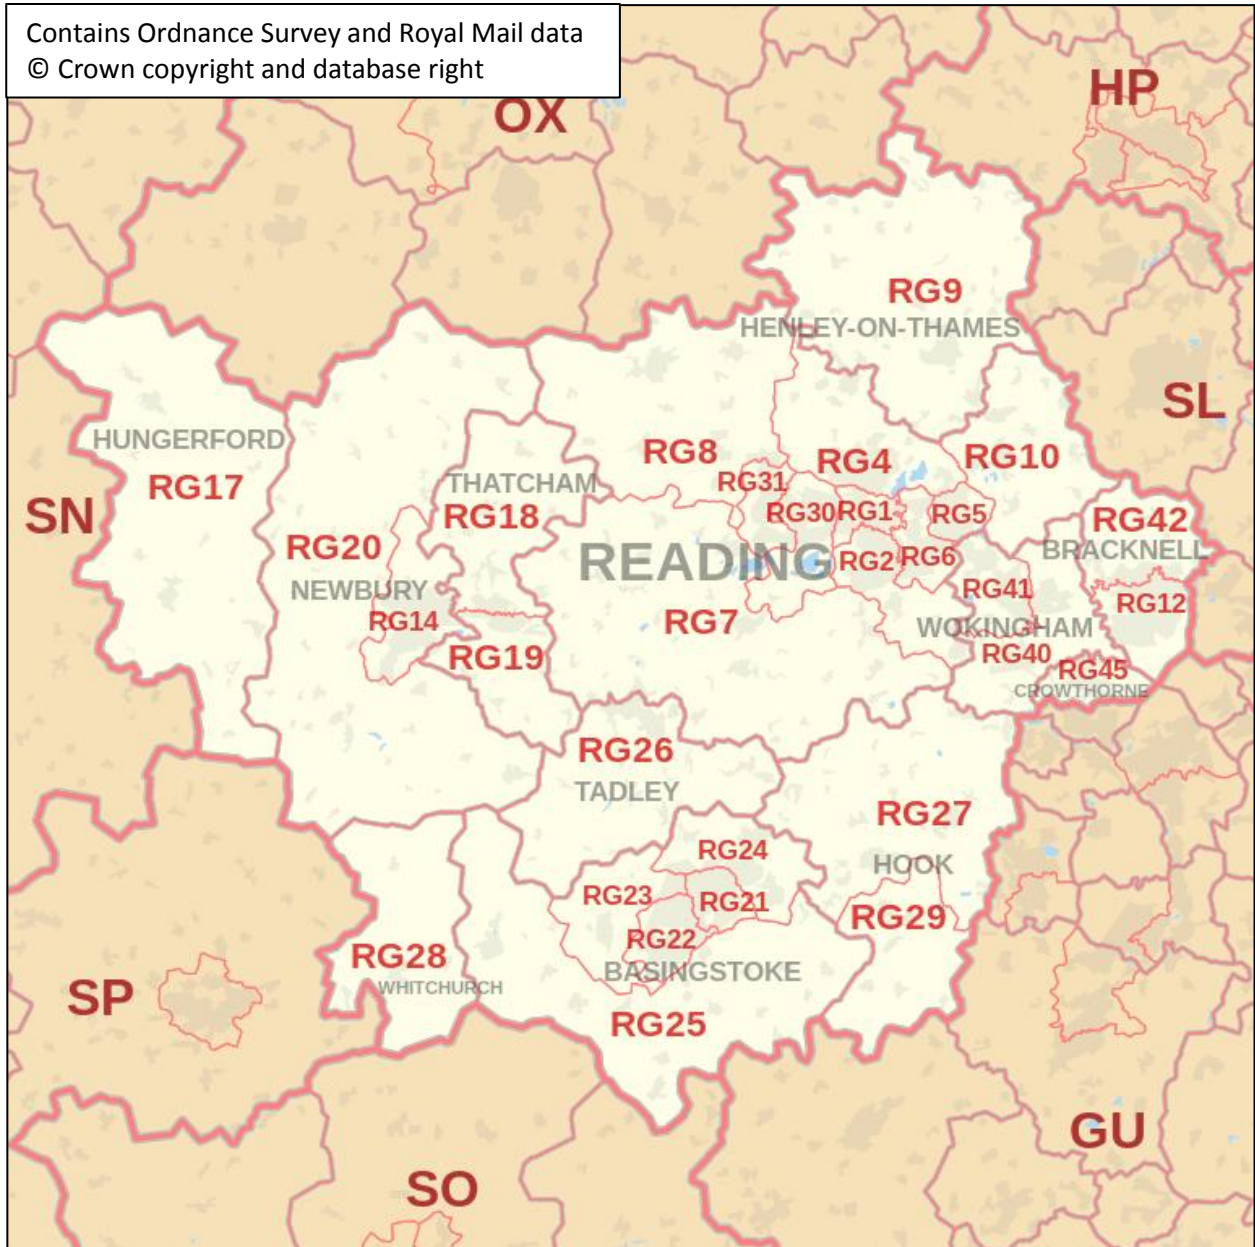 Contains Ordnance Survey and Royal Mail data
© Crown copyright and database right
HP
OX
RG9
HENLEY-ON-THAMES
SL
HUNGERFORD
RG8
RG4
RG10
RG17
THATCHAM
RG31
SN
RG18
RG30
RG1
RG5
RG42
RG20
READING
RG2
RG6
BRACKNELL
NEWBURY
RG41
RG12
RG14
RG7
WOKINGHAM
RG19
RG40
RG45
CROWTHORNE
RG26
TADLEY
RG27
RG24
HOOK
RG23
RG21
RG29
RG22
RG28
BASINGSTOKE
WHITCHURCH
SP
RG25
GU
SO